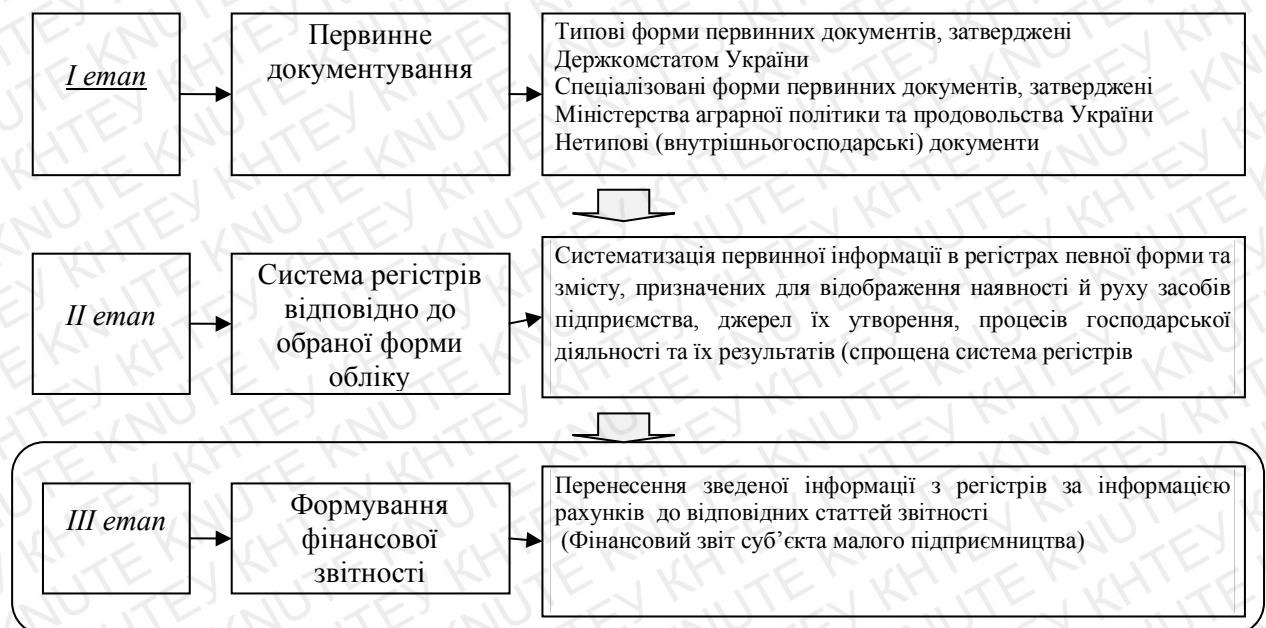 I етап
Первинне
документування
Типові форми первинних документів, затверджені
Держкомстатом України
Спеціалізовані форми первинних документів, затверджені
Міністерства аграрної політики та продовольства України
Нетипові (внутрішньогосподарські) документи
II етап
Система регістрів
відповідно до
обраної форми
обліку
Систематизація первинної інформації в регістрах певної форми та
змісту, призначених для відображення наявності й руху засобів
підприємства, джерел їх утворення, процесів господарської
діяльності та їх результатів (спрощена система регістрів
III етап
Формування
фінансової
звітності
Перенесення зведеної інформації з регістрів за інформацією
рахунків до відповідних статтей звітності
(Фінансовий звіт суб’єкта малого підприємництва)